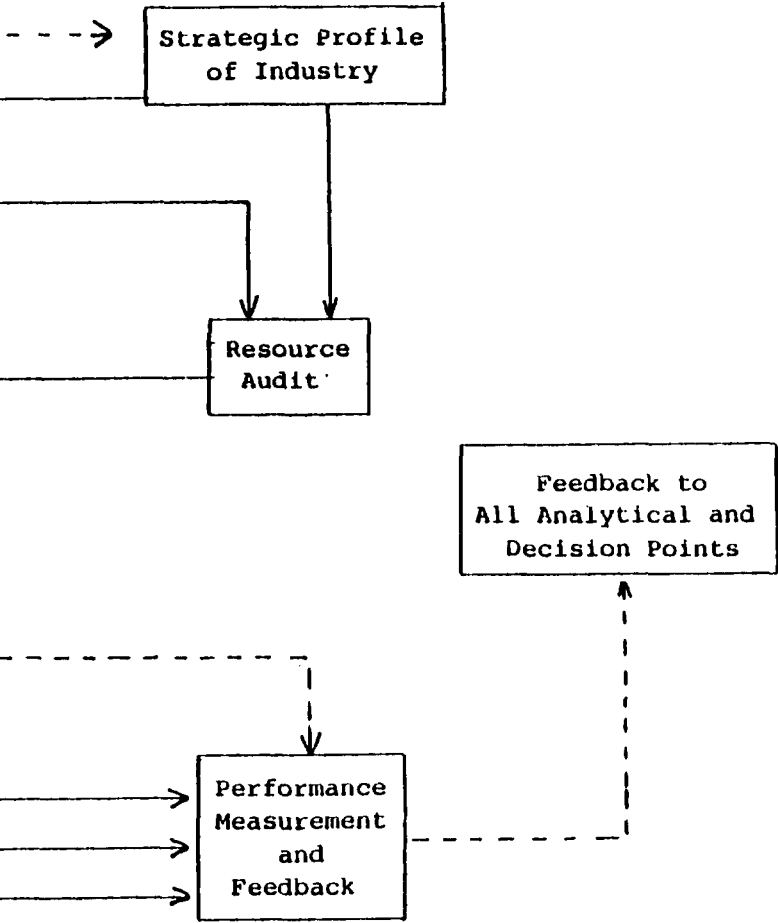 Strategic Profile
of Industry
Resource
Audit
Feedback to
All Analytical and
Decision Points
Performance
Measurement
and
Feedback